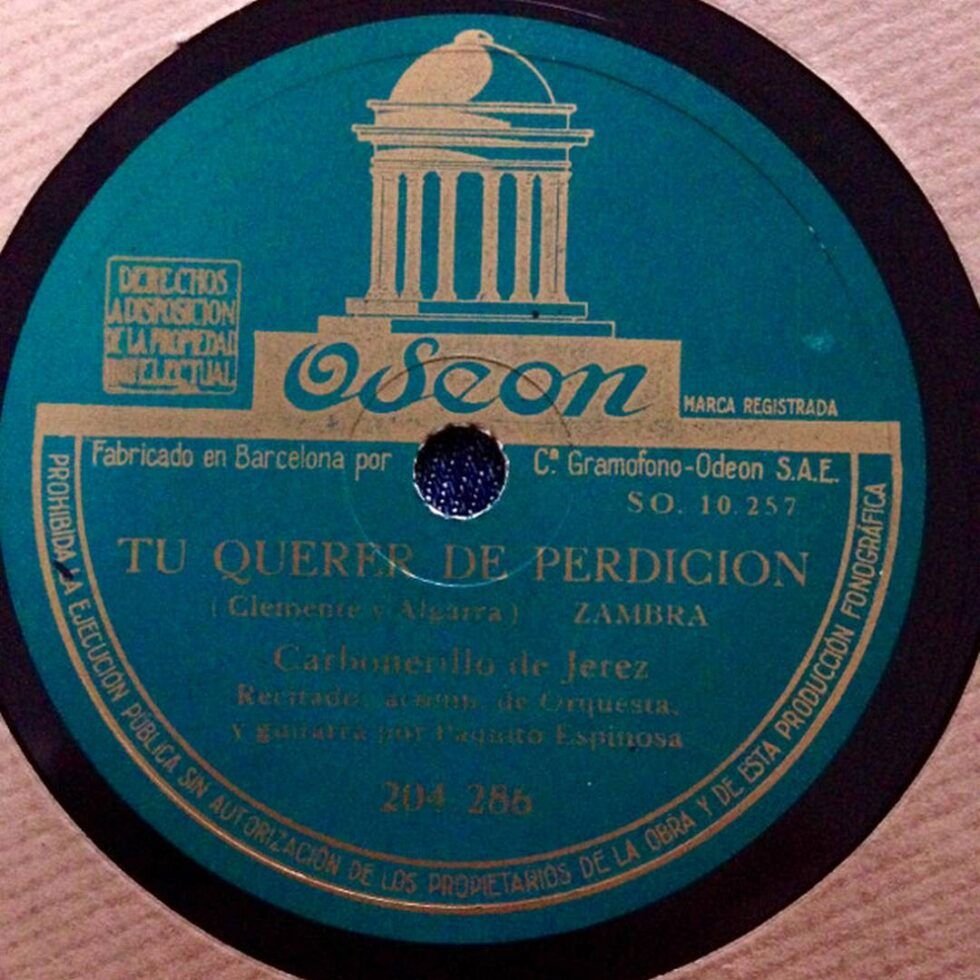 DERECHOS
A DISPOSICION
DE LA PROPIEDAD
INTELECTUAL
Odeon
MARCA REGISTRADA
Fabricado en Barcelona por Cª Gramofono-Odeon S.A.E.
SO. 10.257
TU QUERER DE PERDICION
(Clemente y Algarra) ZAMBRA
Carbonerillo de Jerez
Recitado, acomp. de Orquesta,
y guitarra por Paquito Espinosa
204 286
PROHIBIDA LA EJECUCIÓN PÚBLICA SIN AUTORIZACIÓN DE LOS PROPIETARIOS DE LA OBRA Y DE ESTA PRODUCCIÓN FONOGRÁFICA